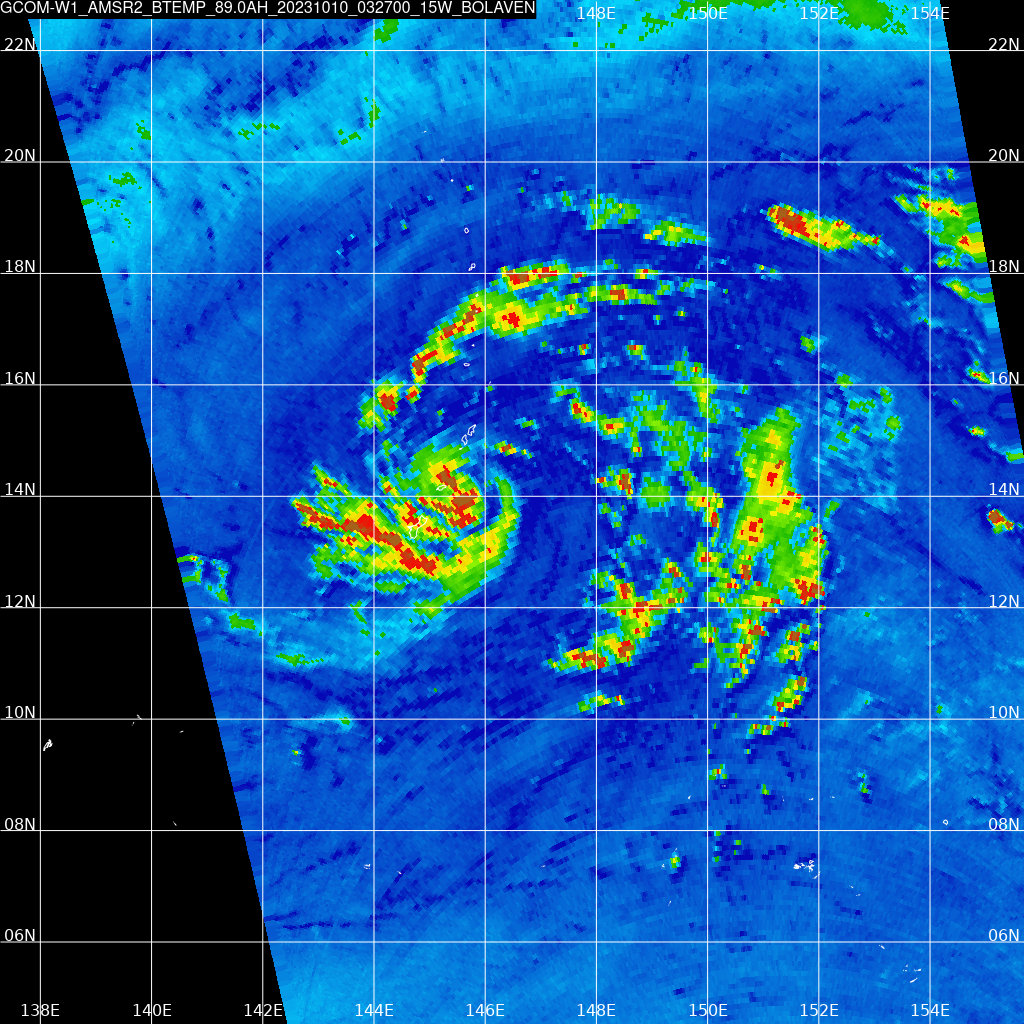 GCOM-W1_AMSR2_BTEMP_89.0AH_20231010_032700_15W_BOLAVEN
148E 150E 152E 154E
22N 22N
20N 20N
18N 18N
16N 16N
14N 14N
12N 12N
10N 10N
08N 08N
06N 06N
138E 140E 142E 144E 146E 148E 150E 152E 154E